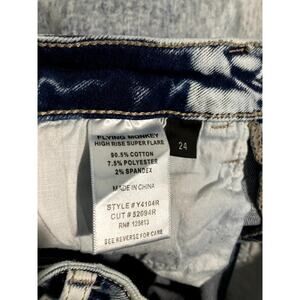 FLYING MONKEY
HIGH RISE SUPER FLARE
90.5% COTTON
7.5% POLYESTER
2% SPANDEX
MADE IN CHINA
STYLE # Y4104R
CUT # 52694R
RN# 125813
SEE REVERSE FOR CARE
24